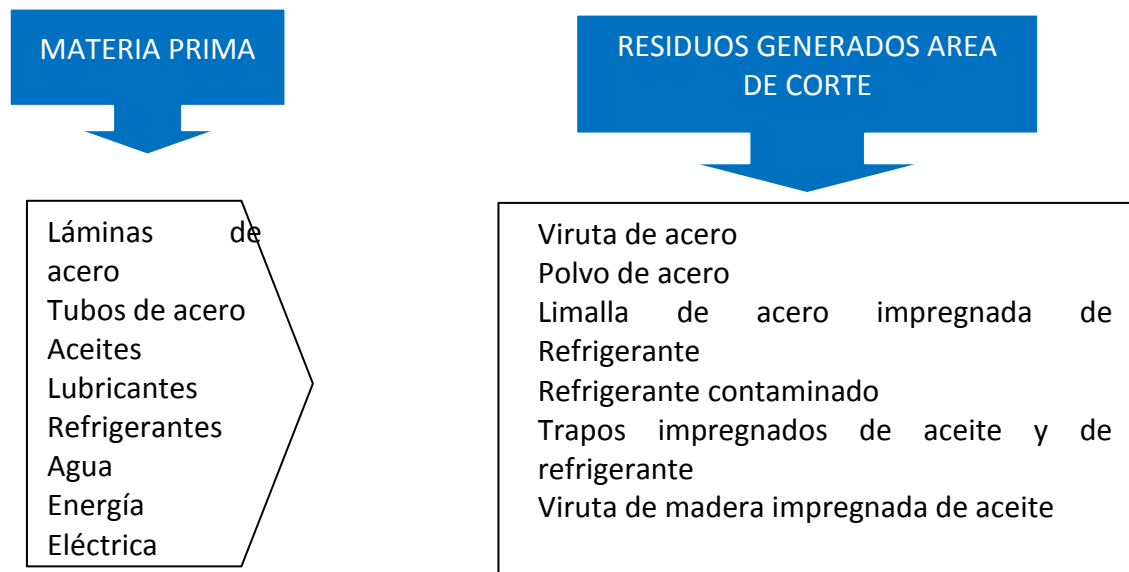 MATERIA PRIMA
Láminas de
acero
Tubos de acero
Aceites
Lubricantes
Refrigerantes
Agua
Energía
Eléctrica
RESIDUOS GENERADOS AREA
DE CORTE
Viruta de acero
Polvo de acero
Limalla de acero impregnada de
Refrigerante
Refrigerante contaminado
Trapos impregnados de aceite y de
refrigerante
Viruta de madera impregnada de aceite